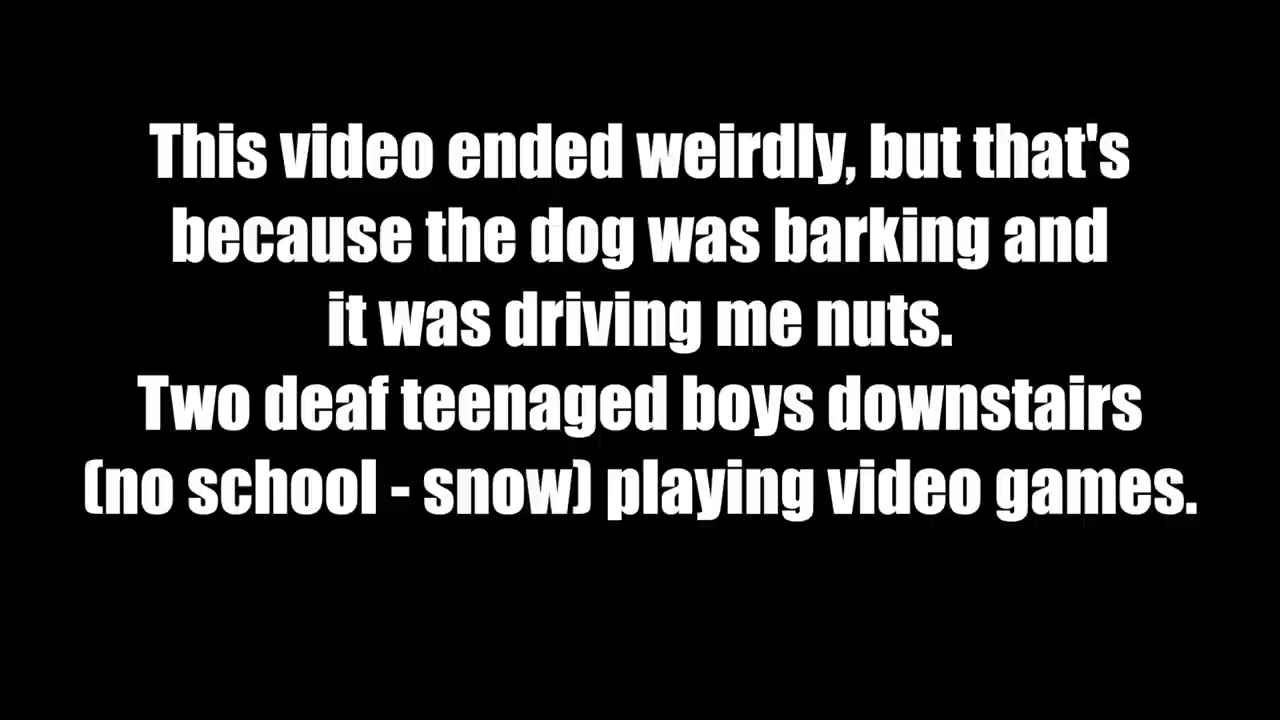 This video ended weirdly, but that's
because the dog was barking and
it was driving me nuts.
Two deaf teenaged boys downstairs
(no school - snow) playing video games.